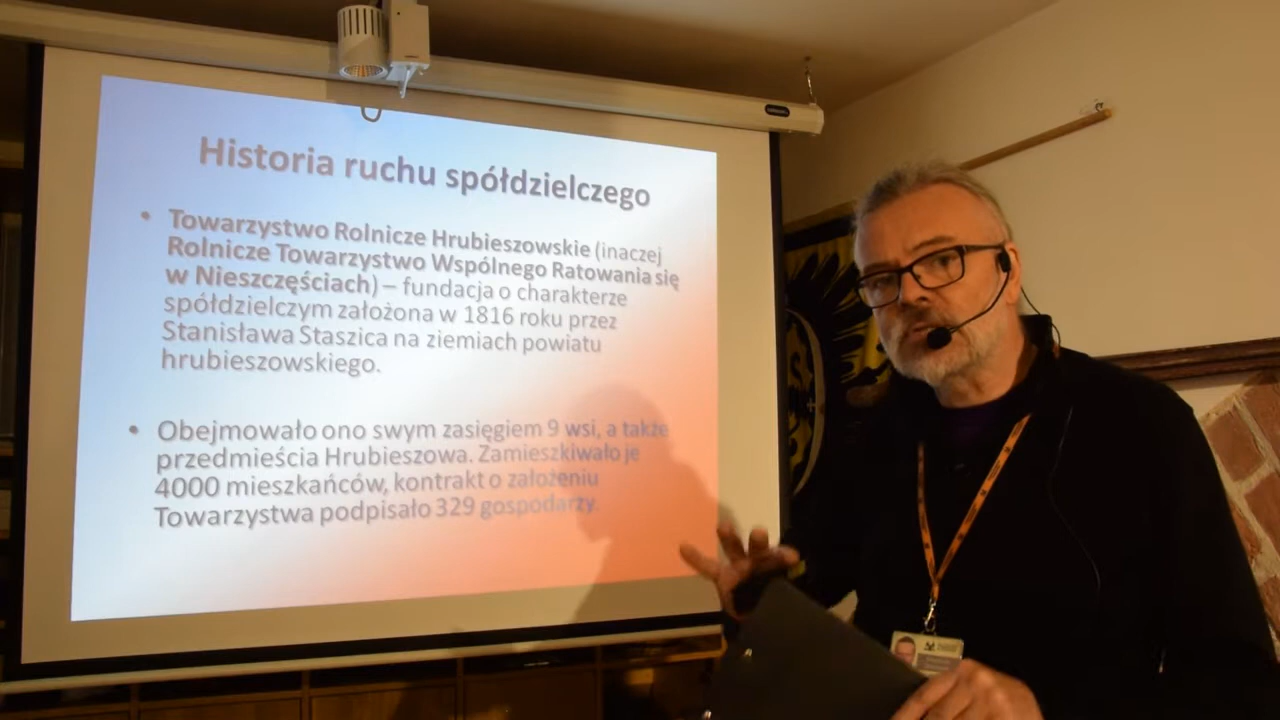 Historia ruchu spółdzielczego
• Towarzystwo Rolnicze Hrubieszowskie (inaczej
Rolnicze Towarzystwo Wspólnego Ratowania się
w Nieszczęściach) – fundacja o charakterze
spółdzielczym założona w 1816 roku przez
Stanisława Staszica na ziemiach powiatu
hrubieszowskiego.
• Obejmowało ono swym zasięgiem 9 wsi, a także
przedmieścia Hrubieszowa. Zamieszkiwało je
4000 mieszkańców, kontrakt o założeniu
Towarzystwa podpisało 329 gospodarzy.